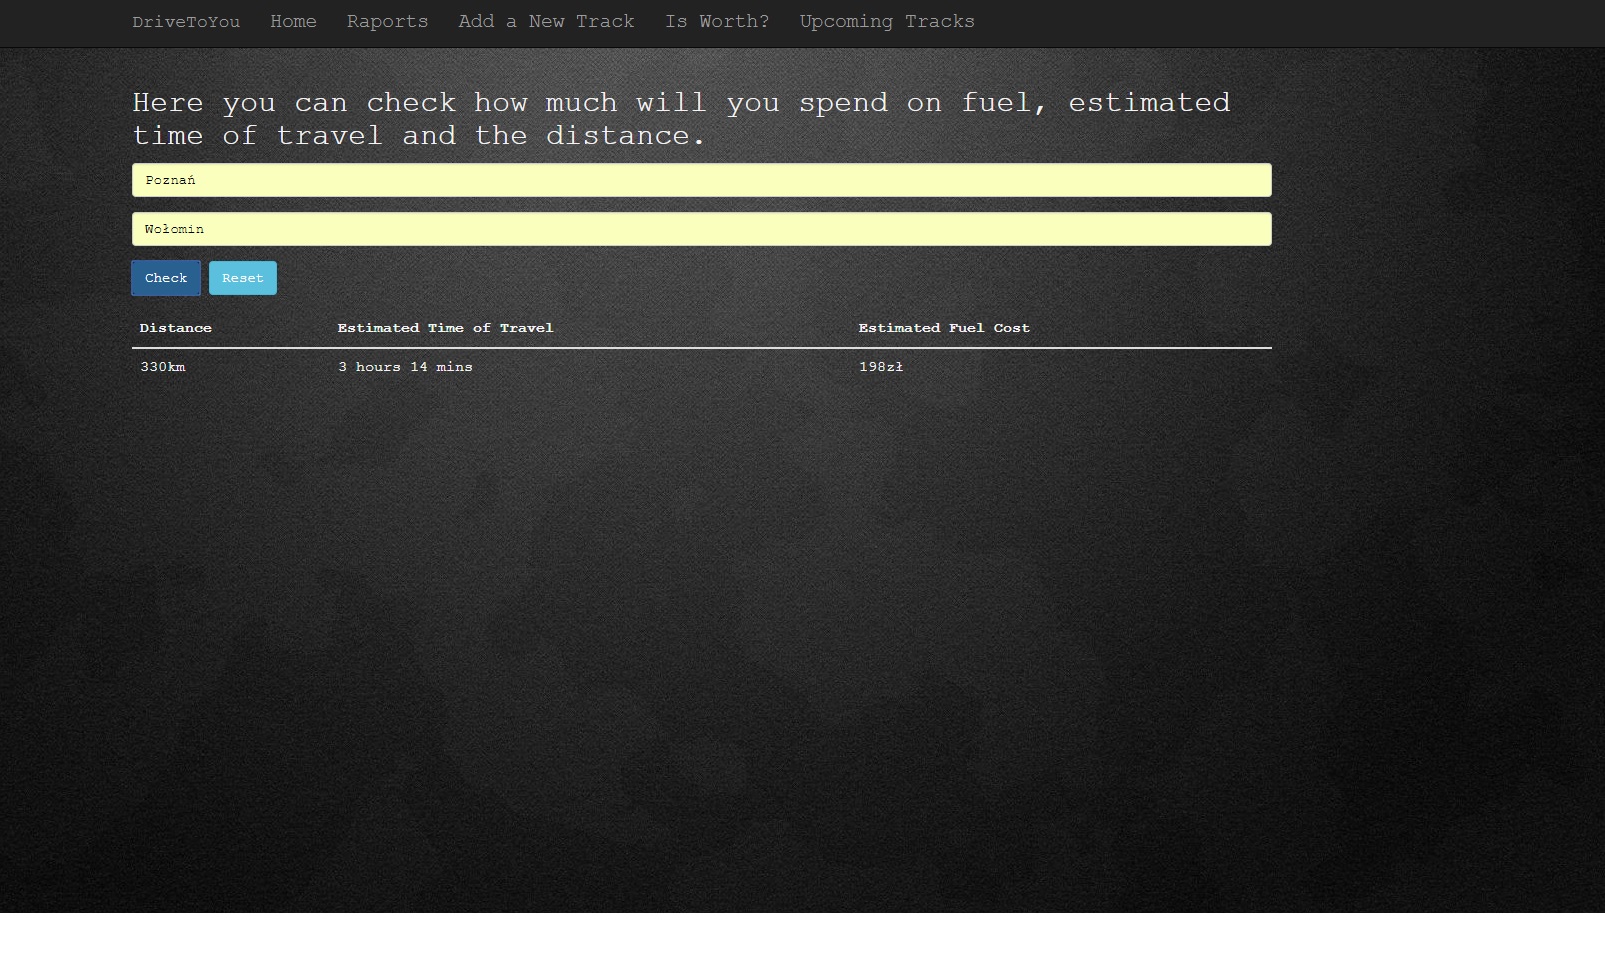 DriveToYou Home Raports Add a New Track Is Worth? Upcoming Tracks
Here you can check how much will you spend on fuel, estimated
time of travel and the distance.
Poznań
Wołomin
Check Reset
Distance Estimated Time of Travel Estimated Fuel Cost
330km 3 hours 14 mins 198zł